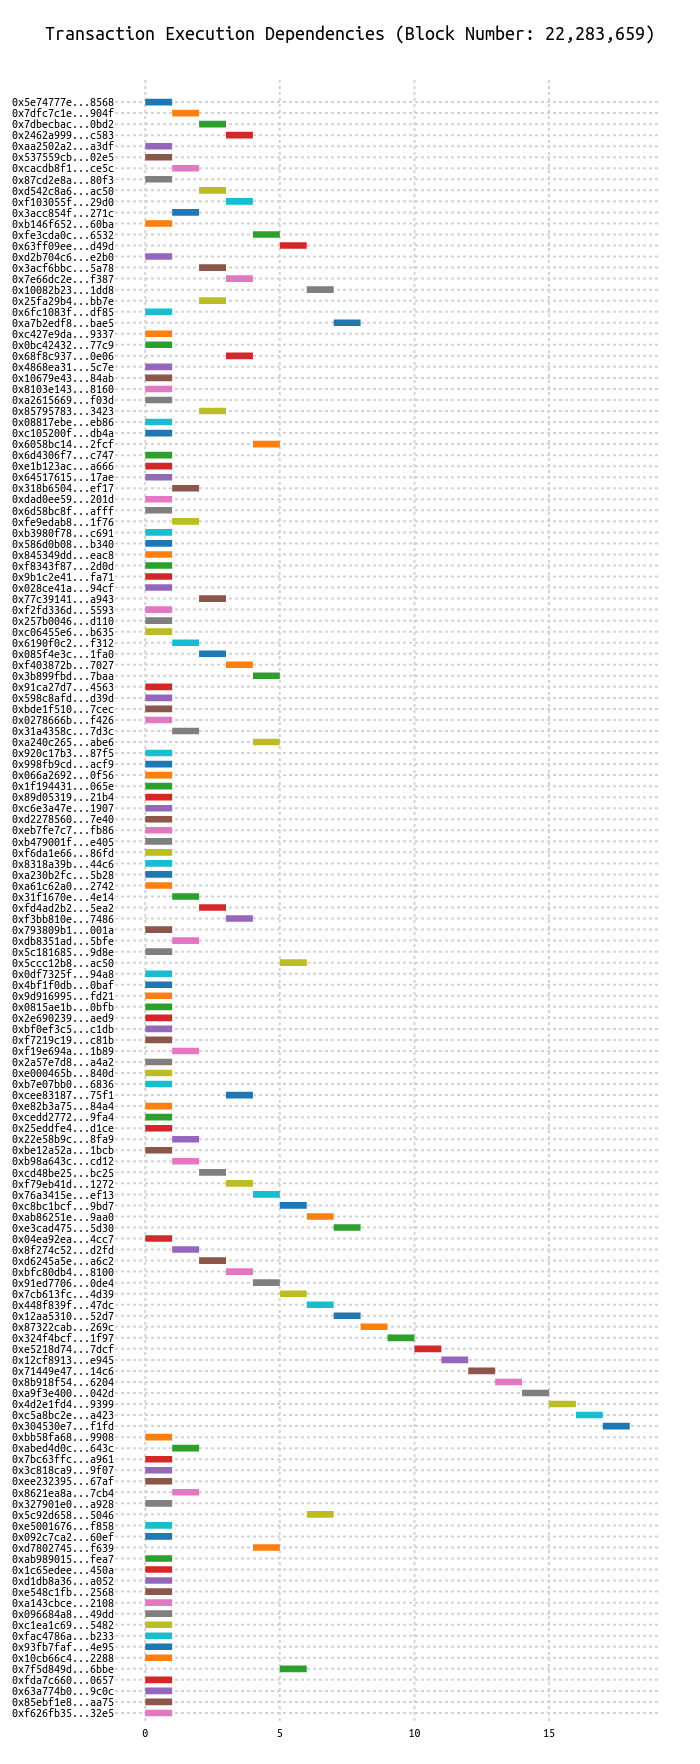 Transaction Execution Dependencies (Block Number: 22,283,659)
0x5e74777e...8568
0x7dfc7c1e...904f
0x7dbecbac...0bd2
0x2462a999...c583
0xaa2502a2...a3df
0x537559cb...02e5
0xcacdb8f1...ce5c
0x87cd2e8a...80f3
0xd542c8a6...ac50
0xf103055f...29d0
0x3acc854f...271c
0xb146f652...60ba
0xfe3cda0c...6532
0x63ff09ee...d49d
0xd2b704c6...e2b0
0x3acf6bbc...5a78
0x7e66dc2e...f387
0x10082b23...1dd8
0x25fa29b4...bb7e
0x6fc1083f...df85
0xa7b2edf8...bae5
0xc427e9da...9337
0x0bc42432...77c9
0x68f8c937...0e06
0x4868ea31...5c7e
0x10679e43...84ab
0x8103e143...8160
0xa2615669...f03d
0x85795783...3423
0x08817ebe...eb86
0xc105200f...db4a
0x6058bc14...2fcf
0x6d4306f7...c747
0xe1b123ac...a666
0x64517615...17ae
0x318b6504...ef17
0xdad0ee59...201d
0x6d58bc8f...afff
0xfe9edab8...1f76
0xb3980f78...c691
0x586d0b08...b340
0x845349dd...eac8
0xf8343f87...2d0d
0x9b1c2e41...fa71
0x028ce41a...94cf
0x77c39141...a943
0xf2fd336d...5593
0x257b0046...d110
0xc06455e6...b635
0x6190f0c2...f312
0x085f4e3c...1fa0
0xf403872b...7027
0x3b899fbd...7baa
0x91ca27d7...4563
0x598c8afd...d39d
0xbde1f510...7cec
0x0278666b...f426
0x31a4358c...7d3c
0xa240c265...abe6
0x920c17b3...87f5
0x998fb9cd...acf9
0x066a2692...0f56
0x1f194431...065e
0x89d05319...21b4
0xc6e3a47e...1907
0xd2278560...7e40
0xeb7fe7c7...fb86
0xb479001f...e405
0xf6da1e66...86fd
0x8318a39b...44c6
0xa230b2fc...5b28
0xa61c62a0...2742
0x31f1670e...4e14
0xfd4ad2b2...5ea2
0xf3bb810e...7486
0x793809b1...001a
0xdb8351ad...5bfe
0x5c181685...9d8e
0x5ccc12b8...ac50
0x0df7325f...94a8
0x4bf1f0db...0baf
0x9d916995...fd21
0x0815ae1b...0bfb
0x2e690239...aed9
0xbf0ef3c5...c1db
0xf7219c19...c81b
0xf19e694a...1b89
0x2a57e7d8...a4a2
0xe000465b...840d
0xb7e07bb0...6836
0xcee83187...75f1
0xe82b3a75...84a4
0xcedd2772...9fa4
0x25eddfe4...d1ce
0x22e58b9c...8fa9
0xbe12a52a...1bcb
0xb98a643c...cd12
0xcd48be25...bc25
0xf79eb41d...1272
0x76a3415e...ef13
0xc8bc1bcf...9bd7
0xab86251e...9aa0
0xe3cad475...5d30
0x04ea92ea...4cc7
0x8f274c52...d2fd
0xd6245a5e...a6c2
0xbfc80db4...8100
0x91ed7706...0de4
0x7cb613fc...4d39
0x448f839f...47dc
0x12aa5310...52d7
0x87322cab...269c
0x324f4bcf...1f97
0xe5218d74...7dcf
0x12cf8913...e945
0x71449e47...14c6
0x8b918f54...6204
0xa9f3e400...042d
0x4d2e1fd4...9399
0xc5a8bc2e...a423
0x304530e7...f1fd
0xbb58fa68...9908
0xabed4d0c...643c
0x7bc63ffc...a961
0x3c818ca9...9f07
0xee232395...67af
0x8621ea8a...7cb4
0x327901e0...a928
0x5c92d658...5046
0xe5001676...f858
0x092c7ca2...60ef
0xd7802745...f639
0xab989015...fea7
0x1c65edee...450a
0xd1db8a36...a052
0xe548c1fb...2568
0xa143cbce...2108
0x096684a8...49dd
0xc1ea1c69...5482
0xfac4786a...b233
0x93fb7faf...4e95
0x10cb66c4...2288
0x7f5d849d...6bbe
0xfda7c660...0657
0x63a774b0...9c0c
0x85ebf1e8...aa75
0xf626fb35...32e5
0 5 10 15